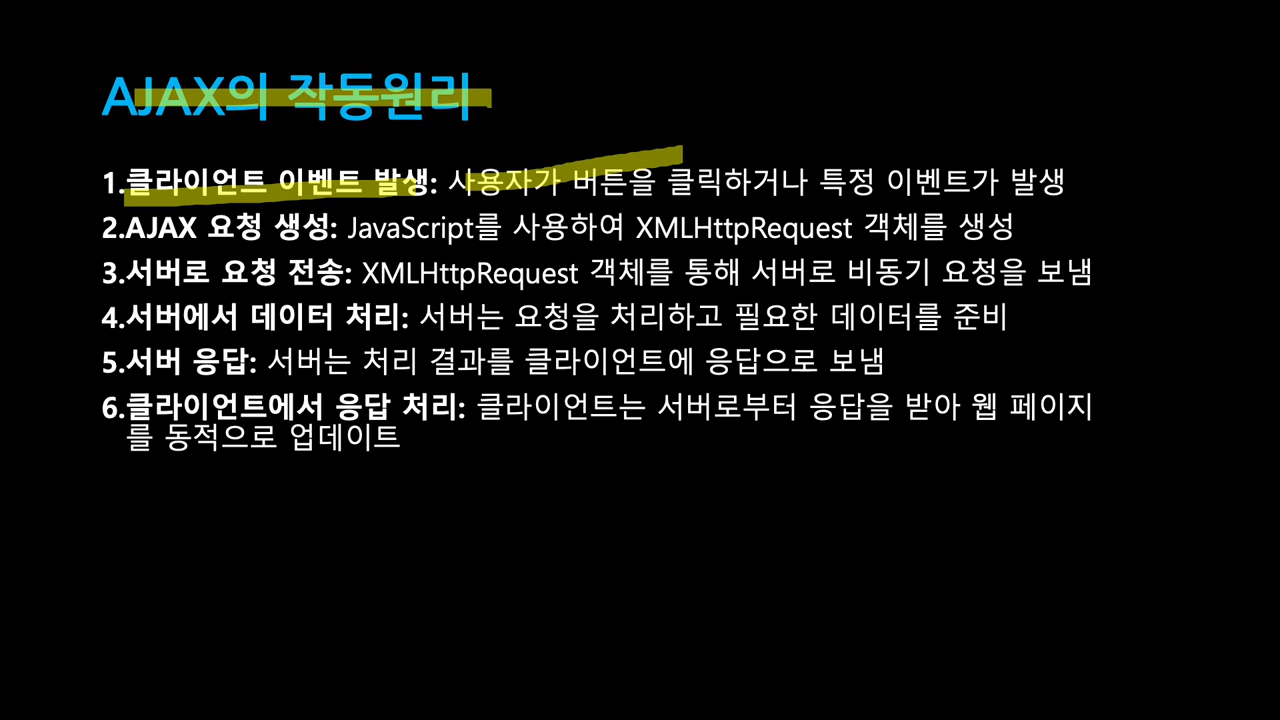 AJAX의 작동원리
1.클라이언트 이벤트 발생: 사용자가 버튼을 클릭하거나 특정 이벤트가 발생
2.AJAX 요청 생성: JavaScript를 사용하여 XMLHttpRequest 객체를 생성
3.서버로 요청 전송: XMLHttpRequest 객체를 통해 서버로 비동기 요청을 보냄
4.서버에서 데이터 처리: 서버는 요청을 처리하고 필요한 데이터를 준비
5.서버 응답: 서버는 처리 결과를 클라이언트에 응답으로 보냄
6.클라이언트에서 응답 처리: 클라이언트는 서버로부터 응답을 받아 웹 페이지
를 동적으로 업데이트